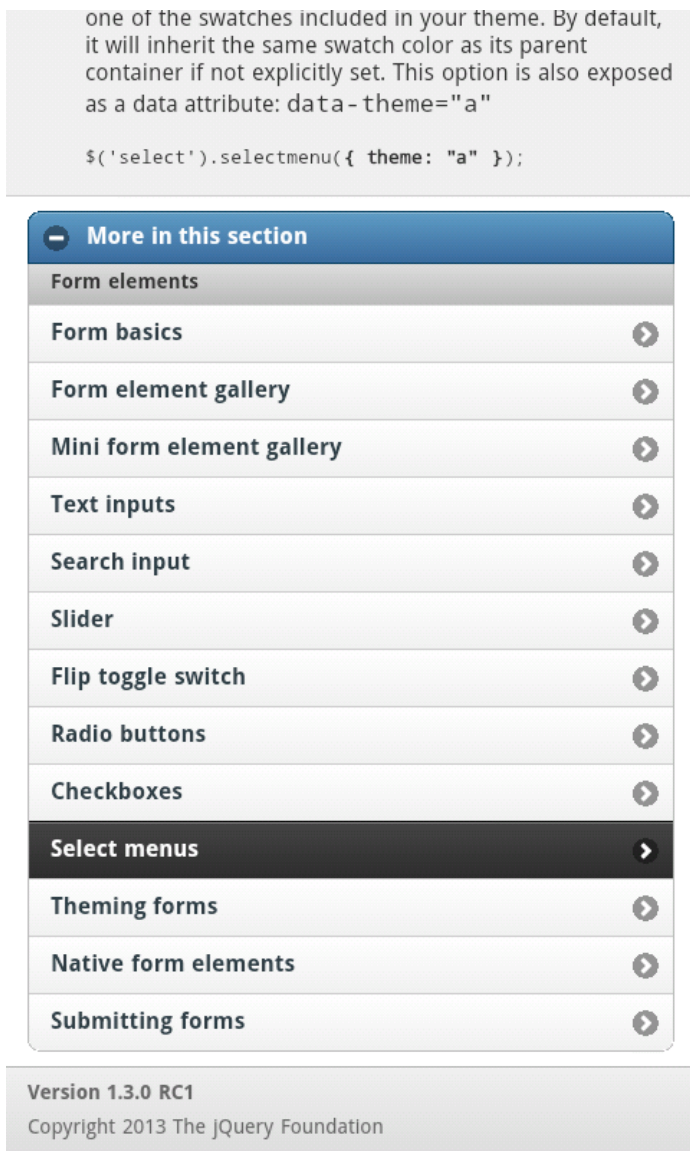 one of the swatches included in your theme. By default,
it will inherit the same swatch color as its parent
container if not explicitly set. This option is also exposed
as a data attribute: data-theme="a"
$('select').selectmenu({ theme: "a" });
More in this section
Form elements
Form basics
Form element gallery
Mini form element gallery
Text inputs
Search input
Slider
Flip toggle switch
Radio buttons
Checkboxes
Select menus
Theming forms
Native form elements
Submitting forms
Version 1.3.0 RC1
Copyright 2013 The jQuery Foundation